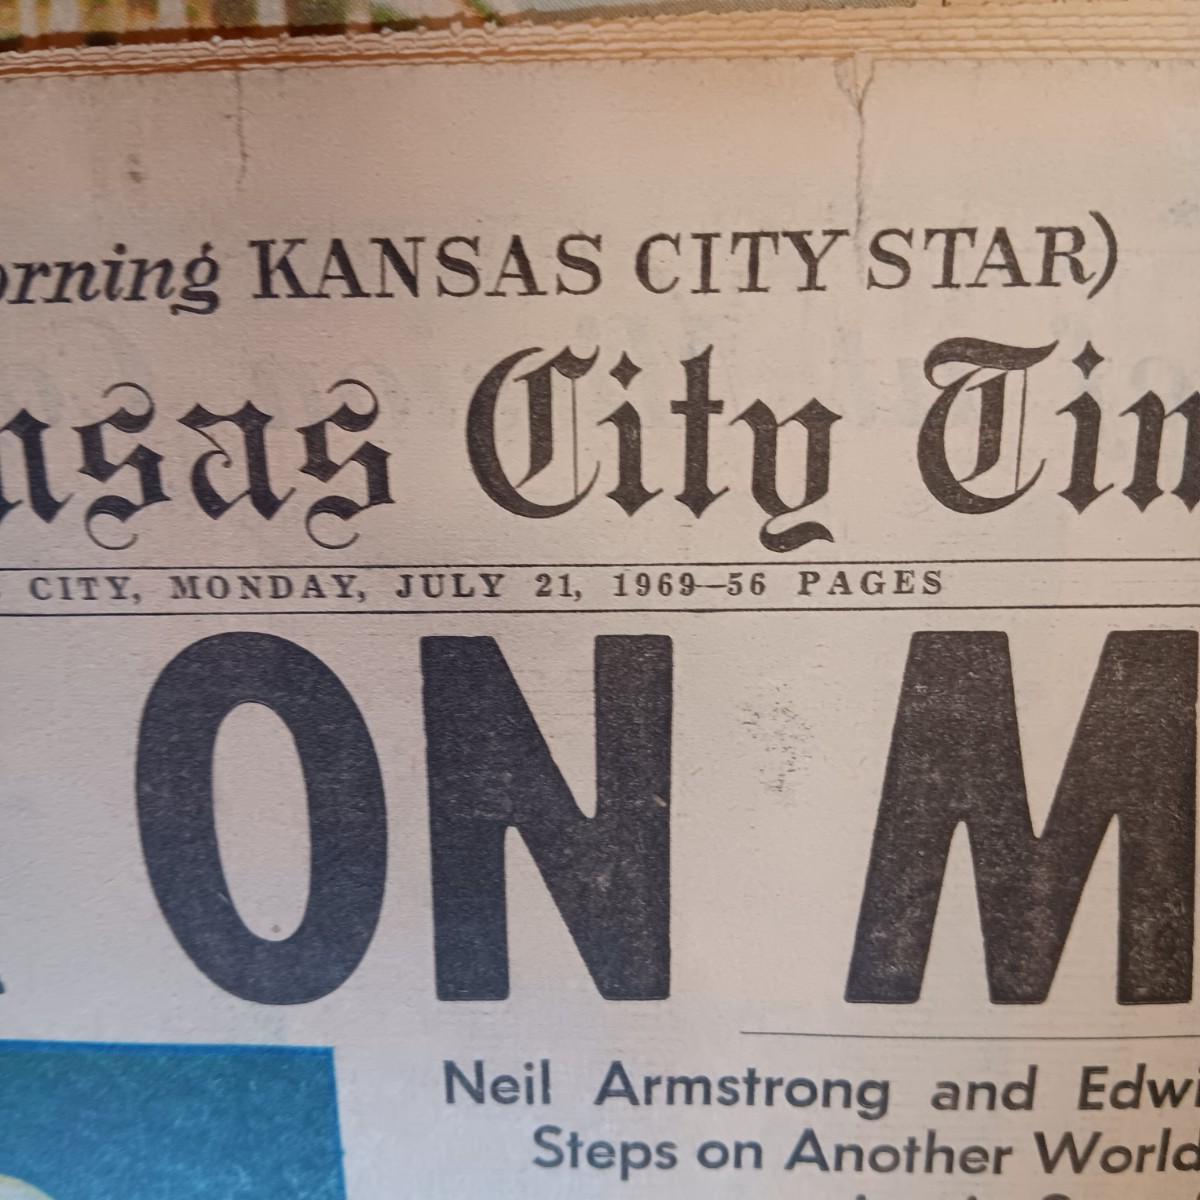 orning KANSAS CITY STAR)
nsas City Tim
CITY, MONDAY, JULY 21, 1969—56 PAGES
ON M
Neil Armstrong and Edwi
Steps on Another World